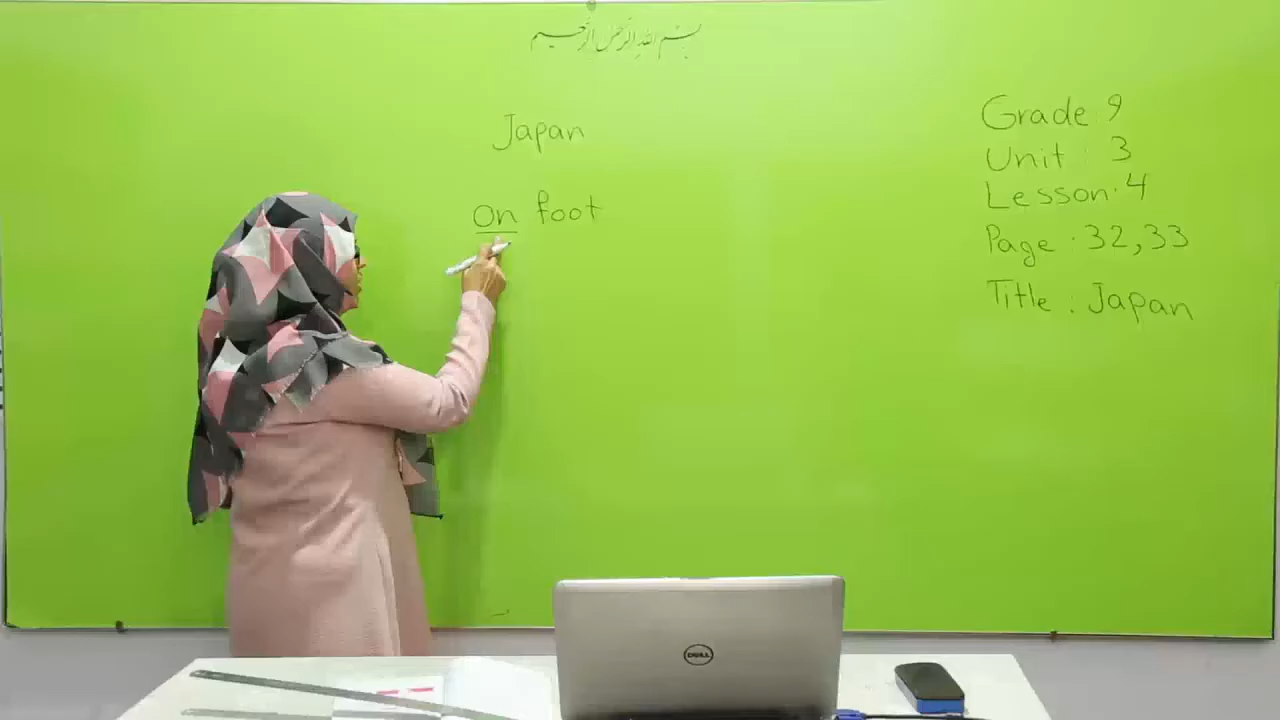 بسم الله الرحمن الرحيم
Japan
On foot
Grade: 9
Unit : 3
Lesson: 4
Page : 32,33
Title : Japan
DELL